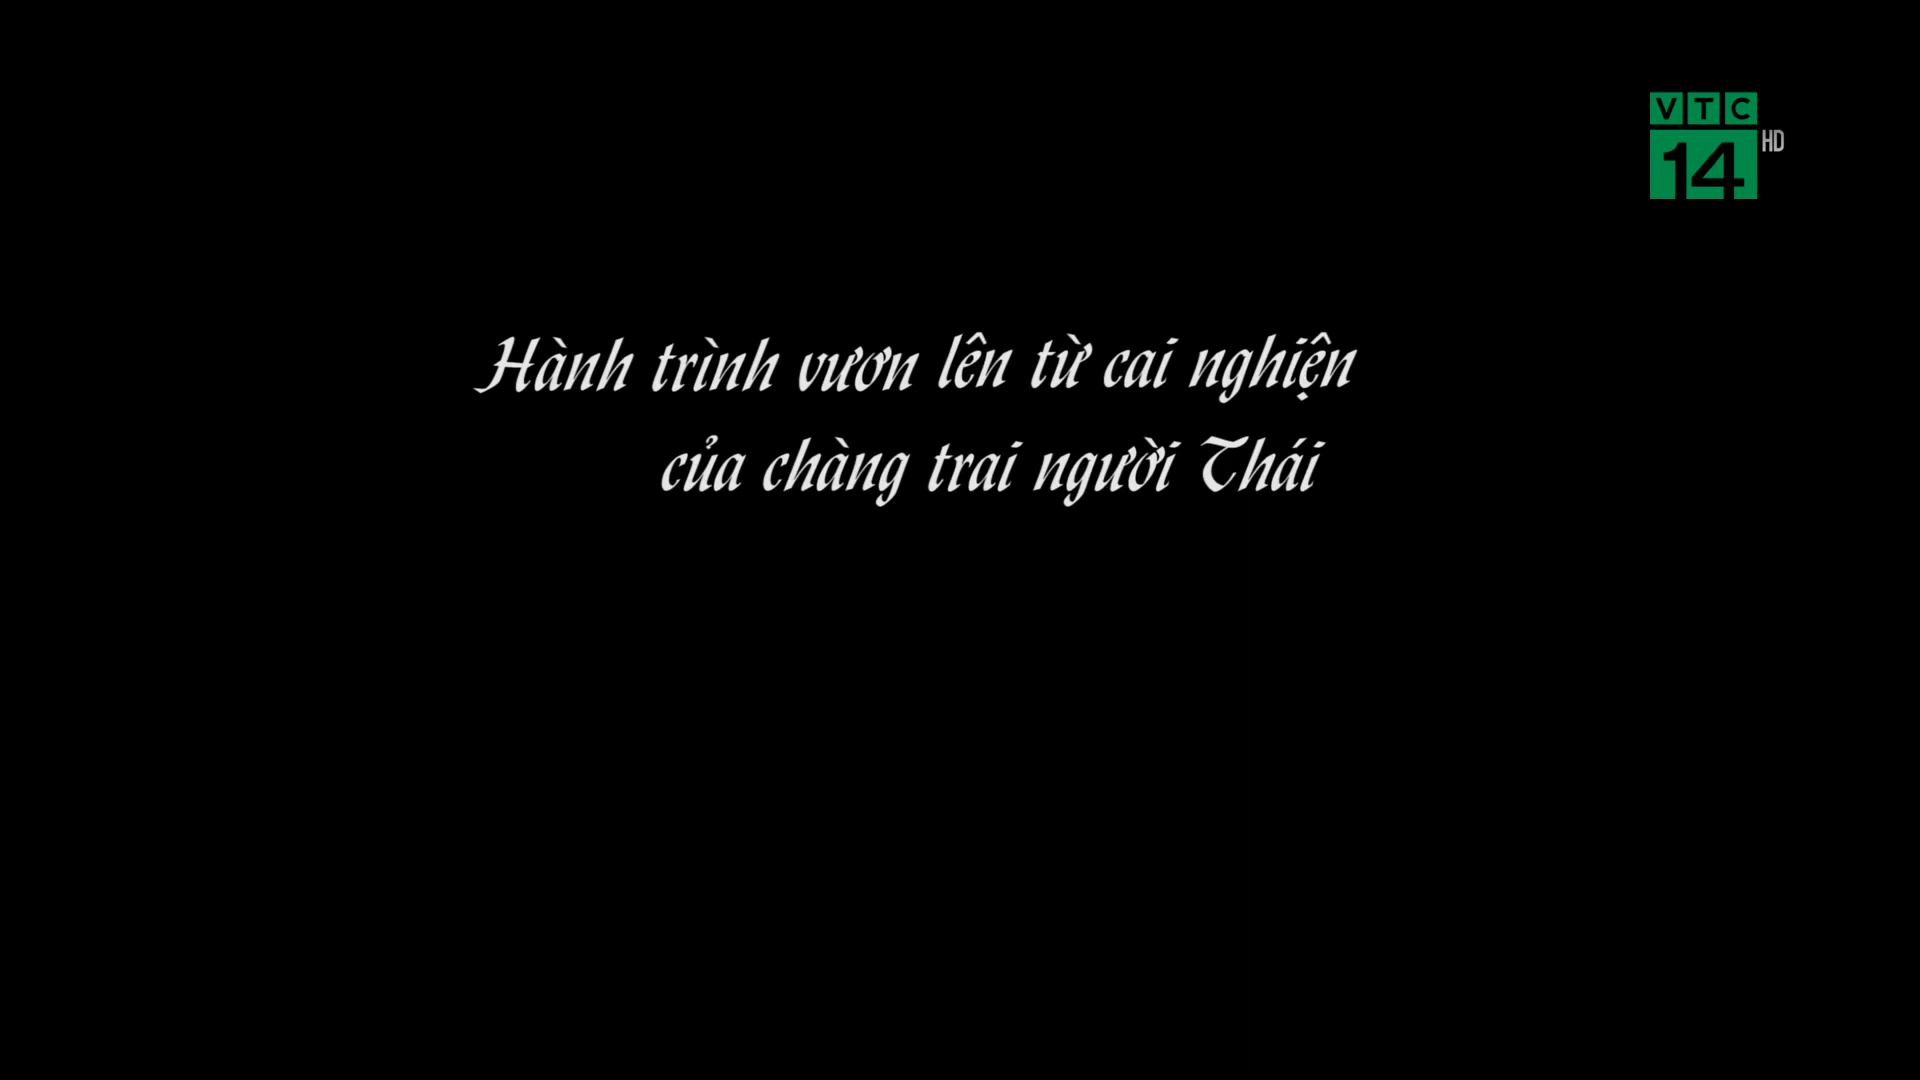 VTC
14 HD
Hành trình vươn lên từ cai nghiện
của chàng trai người Thái